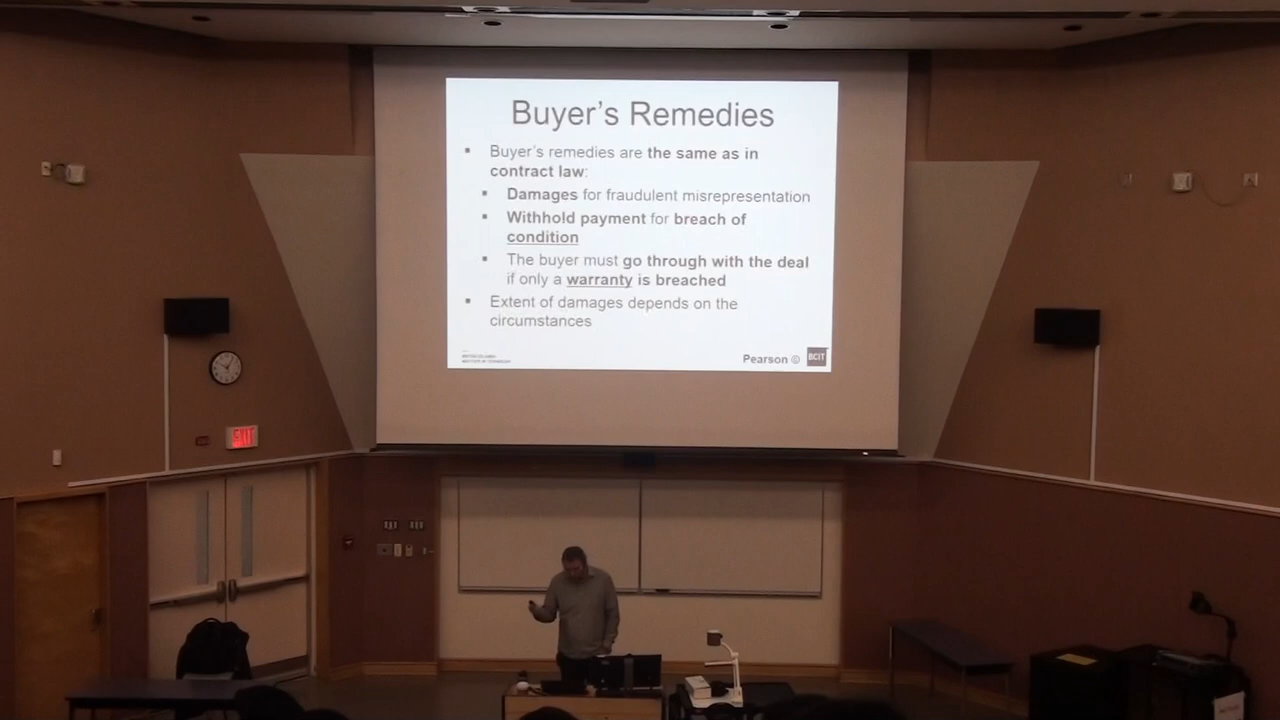 Buyer's Remedies
▪ Buyer's remedies are the same as in
contract law:
▪ Damages for fraudulent misrepresentation
▪ Withhold payment for breach of
condition
▪ The buyer must go through with the deal
if only a warranty is breached
▪ Extent of damages depends on the
circumstances
Pearson ©
BCIT
EXIT